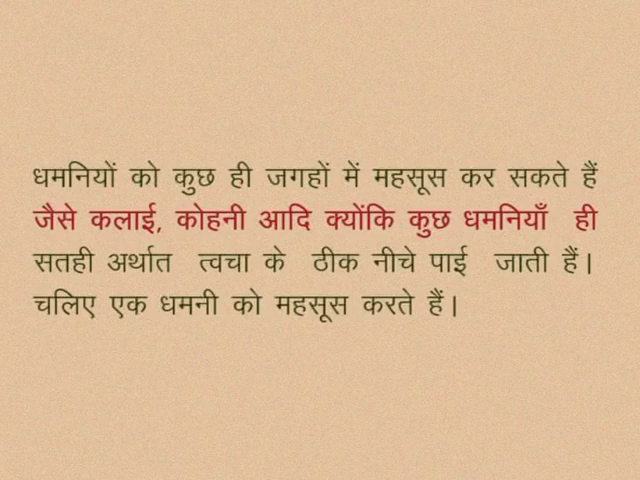 धमनियों को कुछ ही जगहों में महसूस कर सकते हैं
जैसे कलाई, कोहनी आदि क्योंकि कुछ धमनियाँ ही
सतही अर्थात त्वचा के ठीक नीचे पाई जाती हैं।
चलिए एक धमनी को महसूस करते हैं।